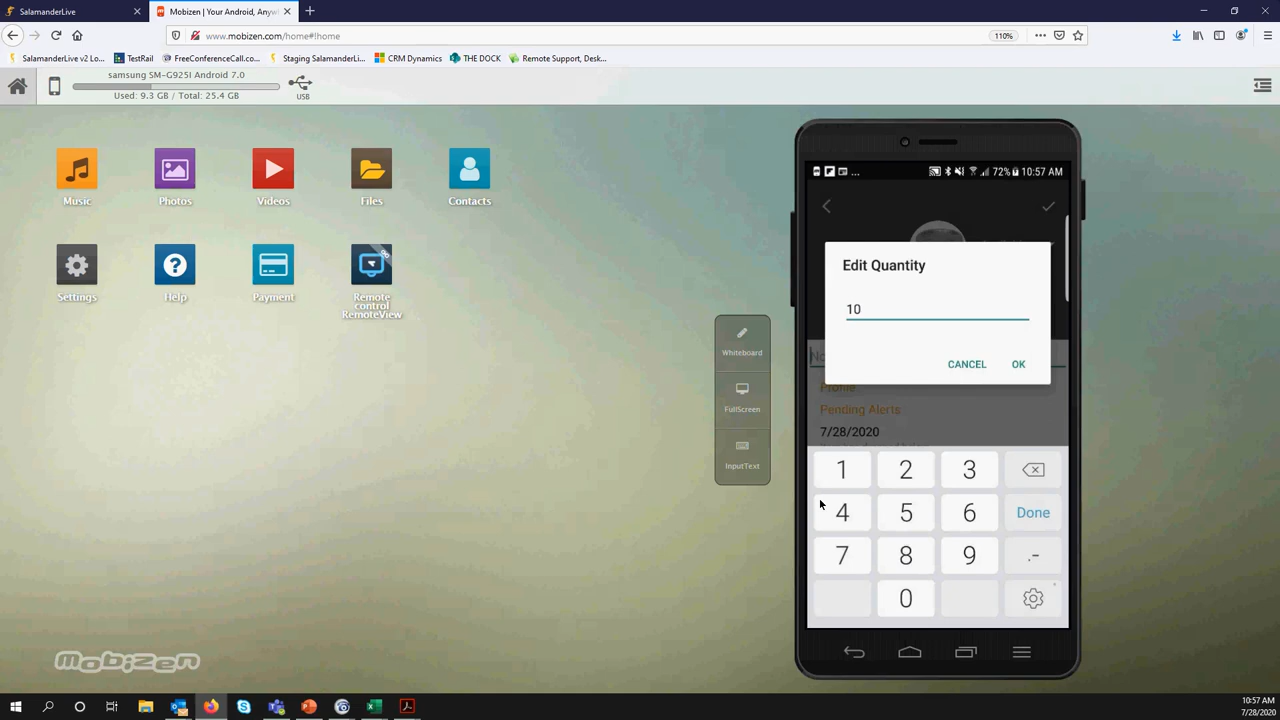 SalamanderLive
Mobizen | Your Android, Anyw
www.mobizen.com/home#!home
110%
SalamanderLive v2 Lo...
TestRail
FreeConferenceCall.co...
Staging SalamanderLi...
CRM Dynamics
THE DOCK
Remote Support, Desk...
samsung SM-G925I Android 7.0
Used: 9.3 GB / Total: 25.4 GB
USB
Music
Photos
Videos
Files
Contacts
Settings
Help
Payment
Remote
control
RemoteView
Whiteboard
FullScreen
InputText
72% 10:57 AM
Edit Quantity
10
CANCEL OK
Profile
Pending Alerts
7/28/2020
1 2 3
4 5 6 Done
7 8 9 .-
0
mobizen
10:57 AM
7/28/2020